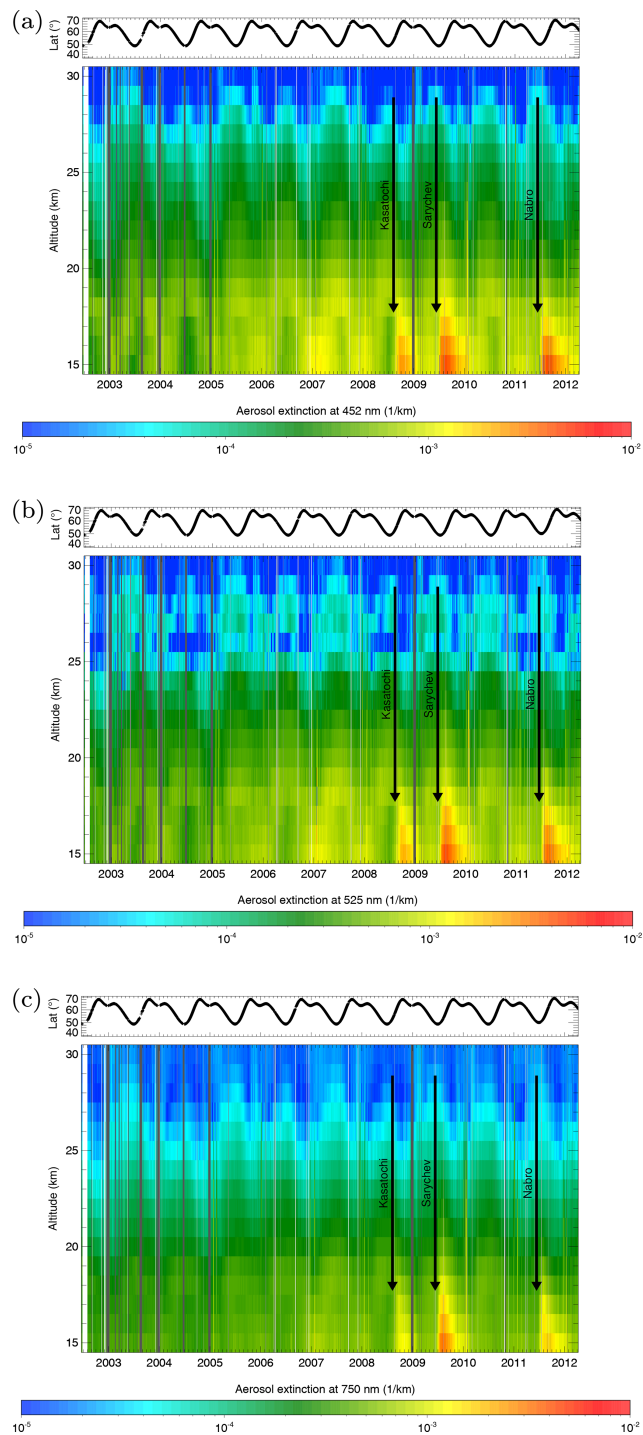 (a)
Lat (°)
70
60
50
40
Altitude (km)
30
25
20
15
Kasatochi
Sarychev
Nabro
2003 2004 2005 2006 2007 2008 2009 2010 2011 2012
Aerosol extinction at 452 nm (1/km)
10-5 10-4 10-3 10-2
(b)
Lat (°)
70
60
50
40
Altitude (km)
30
25
20
15
Kasatochi
Sarychev
Nabro
2003 2004 2005 2006 2007 2008 2009 2010 2011 2012
Aerosol extinction at 525 nm (1/km)
10-5 10-4 10-3 10-2
(c)
Lat (°)
70
60
50
40
Altitude (km)
30
25
20
15
Kasatochi
Sarychev
Nabro
2003 2004 2005 2006 2007 2008 2009 2010 2011 2012
Aerosol extinction at 750 nm (1/km)
10-5 10-4 10-3 10-2